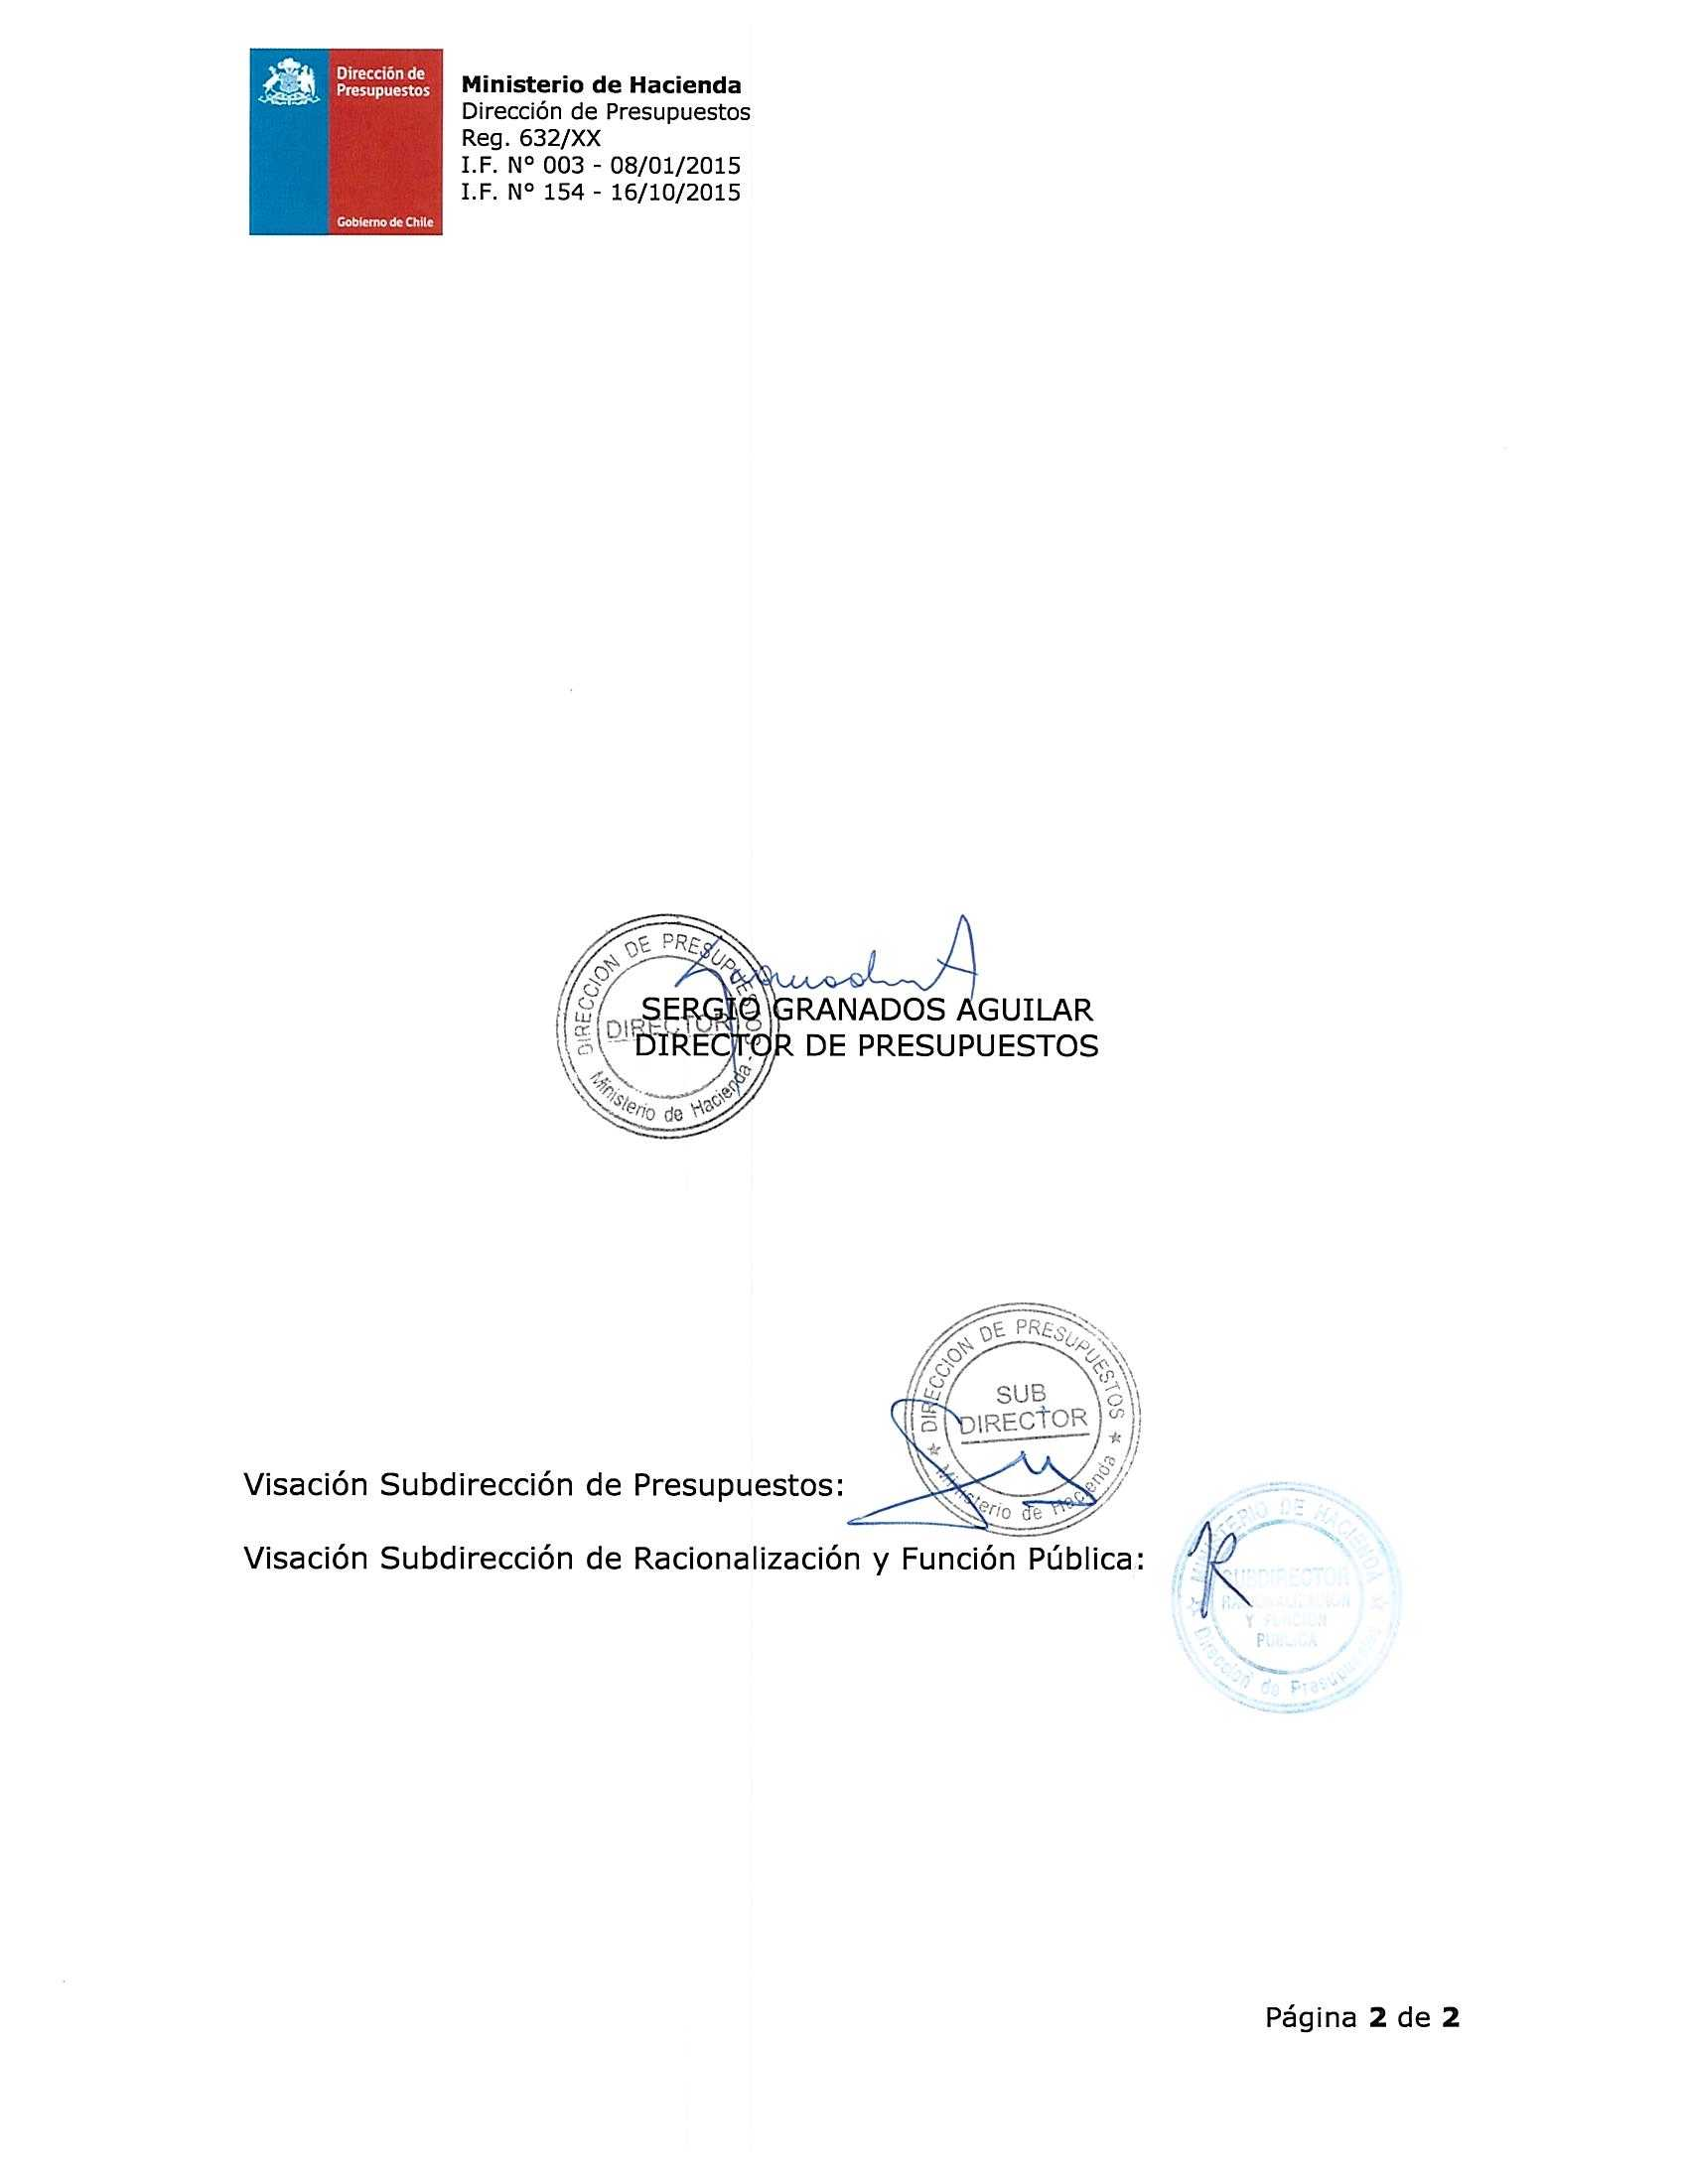 Dirección de
Presupuestos
Gobierno de Chile
Ministerio de Hacienda
Dirección de Presupuestos
Reg. 632/XX
I.F. Nº 003 - 08/01/2015
I.F. Nº 154 - 16/10/2015
DIRECCION DE PRESUPUESTOS
DIRECTOR
Ministerio de Hacienda
SERGIO GRANADOS AGUILAR
DIRECTOR DE PRESUPUESTOS
DIRECCION DE PRESUPUESTOS
SUB
DIRECTOR
Ministerio de Hacienda
Visación Subdirección de Presupuestos:
Visación Subdirección de Racionalización y Función Pública:
MINISTERIO DE HACIENDA
SUBDIRECTOR
RACIONALIZACION
Y FUNCION
PUBLICA
Dirección de Presupuestos
Página 2 de 2